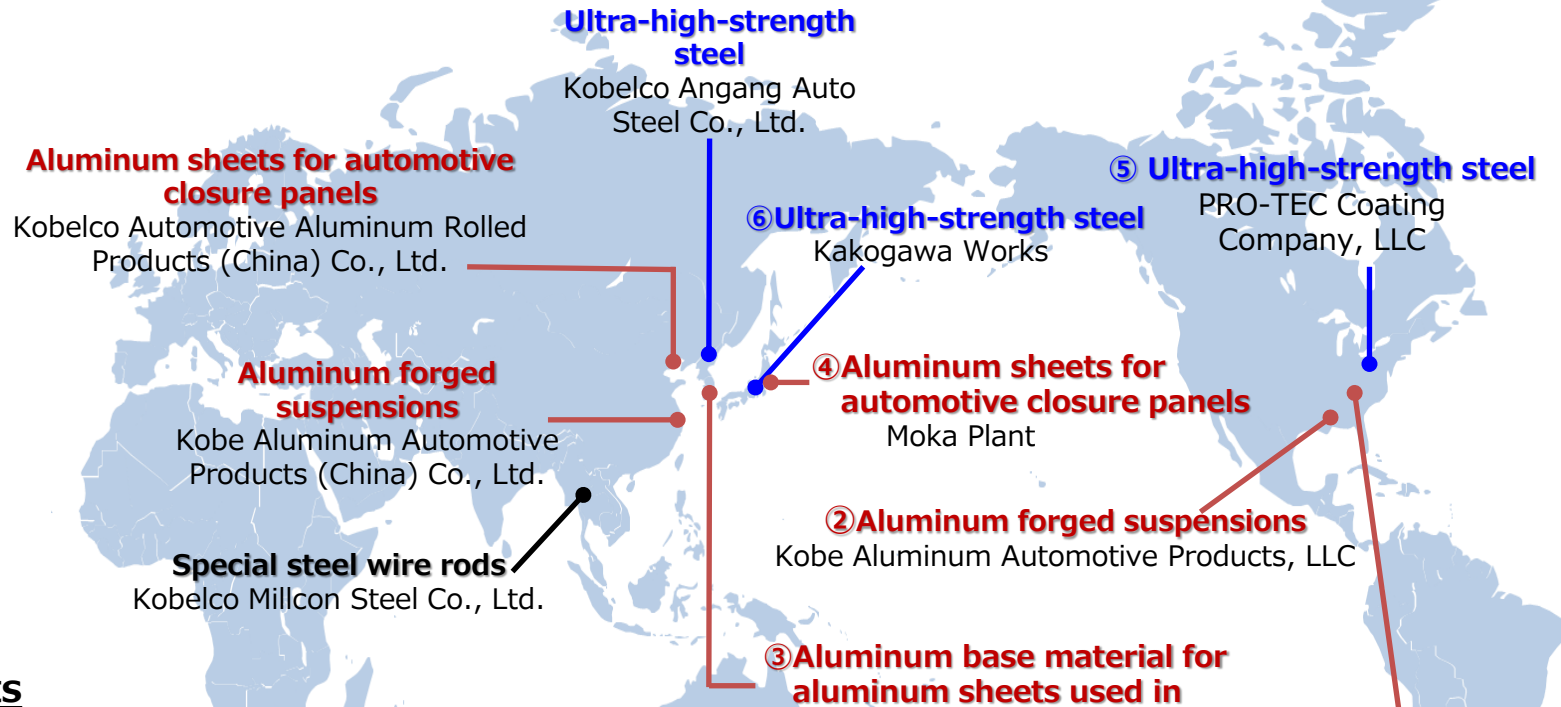 Ultra-high-strength
steel
Kobelco Angang Auto
Steel Co., Ltd.
Aluminum sheets for automotive
closure panels
Kobelco Automotive Aluminum Rolled
Products (China) Co., Ltd.
⑤ Ultra-high-strength steel
PRO-TEC Coating
Company, LLC
⑥Ultra-high-strength steel
Kakogawa Works
Aluminum forged
suspensions
Kobe Aluminum Automotive
Products (China) Co., Ltd.
④Aluminum sheets for
automotive closure panels
Moka Plant
②Aluminum forged suspensions
Kobe Aluminum Automotive Products, LLC
Special steel wire rods
Kobelco Millcon Steel Co., Ltd.
③Aluminum base material for
aluminum sheets used in